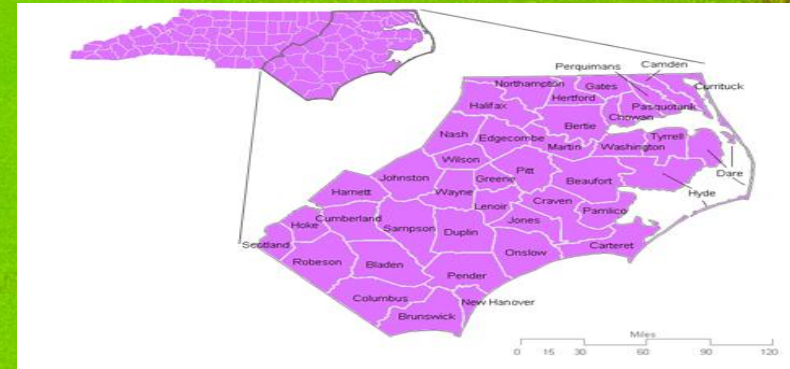 Perquimans Camden
Northampton Gates Currituck
Hertford Pasquotank
Halifax Chowan
Bertie
Nash Edgecombe Tyrrell
Martin Washington
Wilson Dare
Pitt
Johnston Greene Beaufort
Harnett Wayne Hyde
Lenoir Craven Pamlico
Cumberland Jones
Hoke Sampson Duplin
Scotland Onslow Carteret
Robeson Bladen
Pender
Columbus New Hanover
Brunswick
Miles
0 15 30 60 90 120